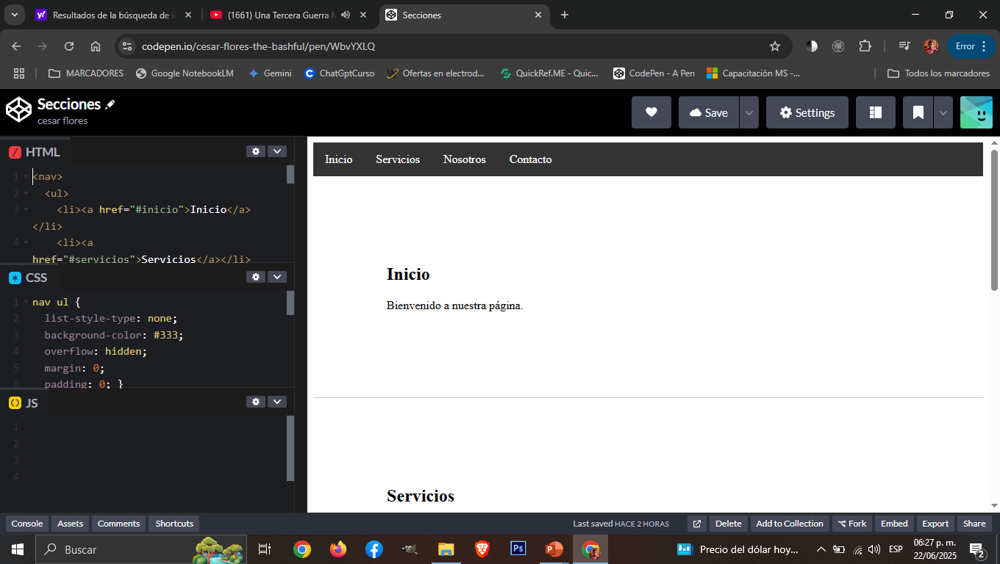 Resultados de la búsqueda de i
(1661) Una Tercera Guerra M
Secciones
codepen.io/cesar-flores-the-bashful/pen/WbvYXLQ
Error
MARCADORES
Google NotebookLM
Gemini
ChatGptCurso
Ofertas en electrod...
QuickRef.ME - Quic...
CodePen - A Pen
Capacitación MS -...
Todos los marcadores
Secciones
cesar flores
Save
Settings
HTML
1 <nav>
2 <ul>
3 <li><a href="#inicio">Inicio</a>
</li>
4 <li><a
href="#servicios">Servicios</a></li>
CSS
1 nav ul {
2 list-style-type: none;
3 background-color: #333;
4 overflow: hidden;
5 margin: 0;
6 padding: 0; }
JS
1
2
3
4
Inicio Servicios Nosotros Contacto
Inicio
Bienvenido a nuestra página.
Servicios
Console Assets Comments Shortcuts
Last saved HACE 2 HORAS
Delete Add to Collection Fork Embed Export Share
Buscar
Ps
Precio del dólar hoy...
ESP
06:27 p. m.
22/06/2025
2